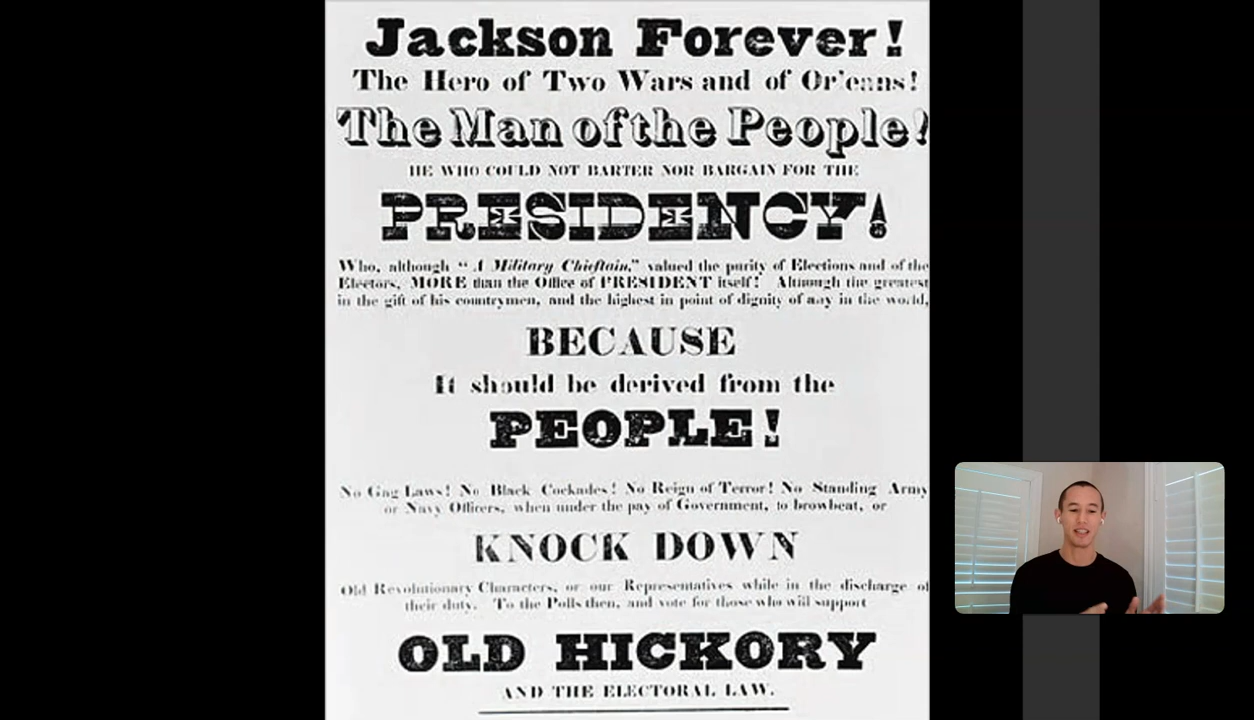 Jackson Forever!
The Hero of Two Wars and of Or'eans!
The Man of the People!
HE WHO COULD NOT BARTER NOR BARGAIN FOR THE
PRESIDENCY!
Who, although “A Military Chieftain,” valued the purity of Elections and of the
Electors, MORE than the Office of PRESIDENT itself! Although the greatest
in the gift of his countrymen, and the highest in point of dignity of any in the world,
BECAUSE
It should be derived from the
PEOPLE!
No Gag Laws! No Black Cockades! No Reign of Terror! No Standing Army
or Navy Officers, when under the pay of Government, to browbeat, or
KNOCK DOWN
Old Revolutionary Characters, or our Representatives while in the discharge of
their duty. To the Polls then, and vote for those who will support
OLD HICKORY
AND THE ELECTORAL LAW.